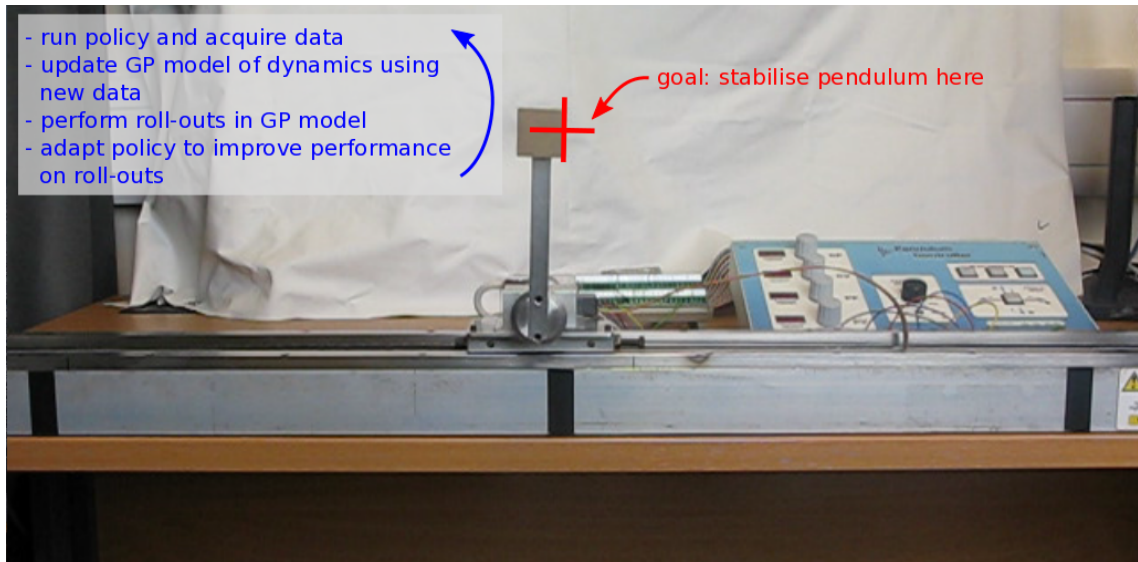 - run policy and acquire data
- update GP model of dynamics using
new data
- perform roll-outs in GP model
- adapt policy to improve performance
on roll-outs
goal: stabilise pendulum here